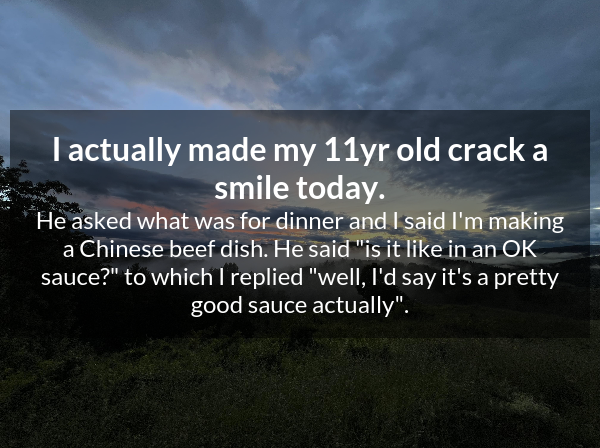 I actually made my 11yr old crack a
smile today.
He asked what was for dinner and I said I'm making
a Chinese beef dish. He said "is it like in an OK
sauce?" to which I replied "well, I'd say it's a pretty
good sauce actually".